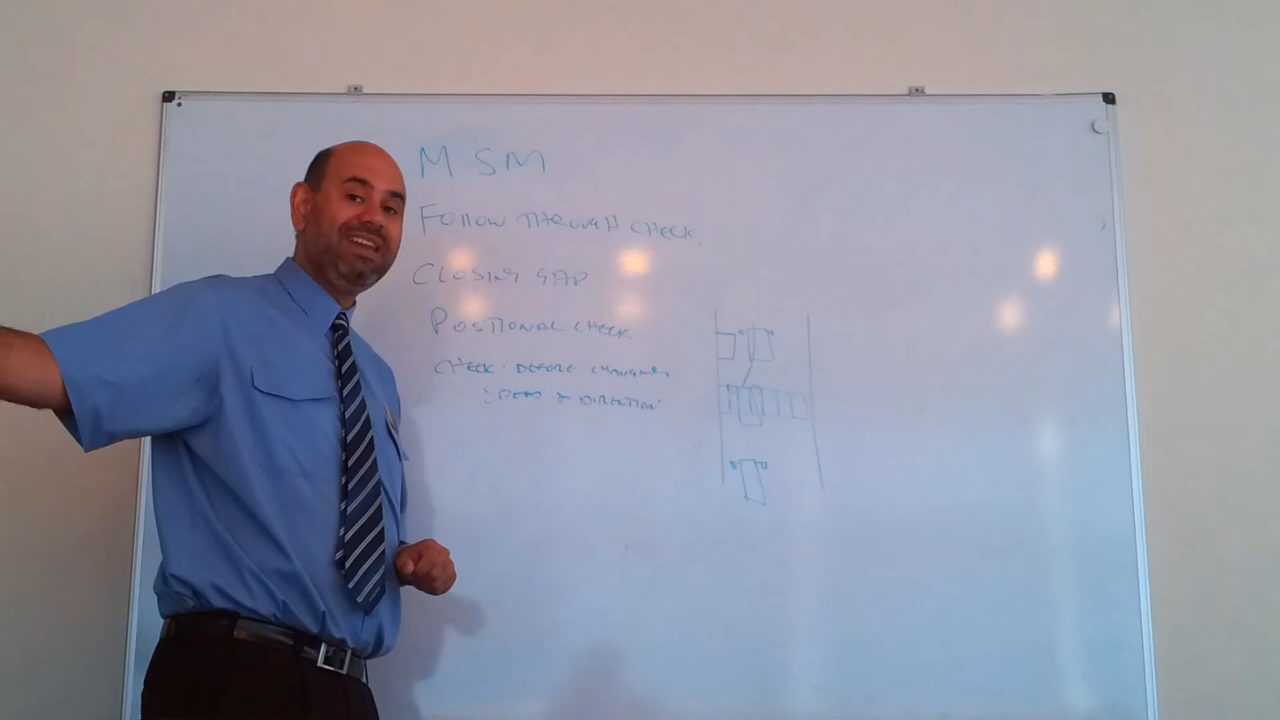 MSM
FOLLOW THROUGH CHECK.
CLOSING GAP
POSITIONAL CHECK
CHECK BEFORE CHANGING
SPEED & DIRECTION